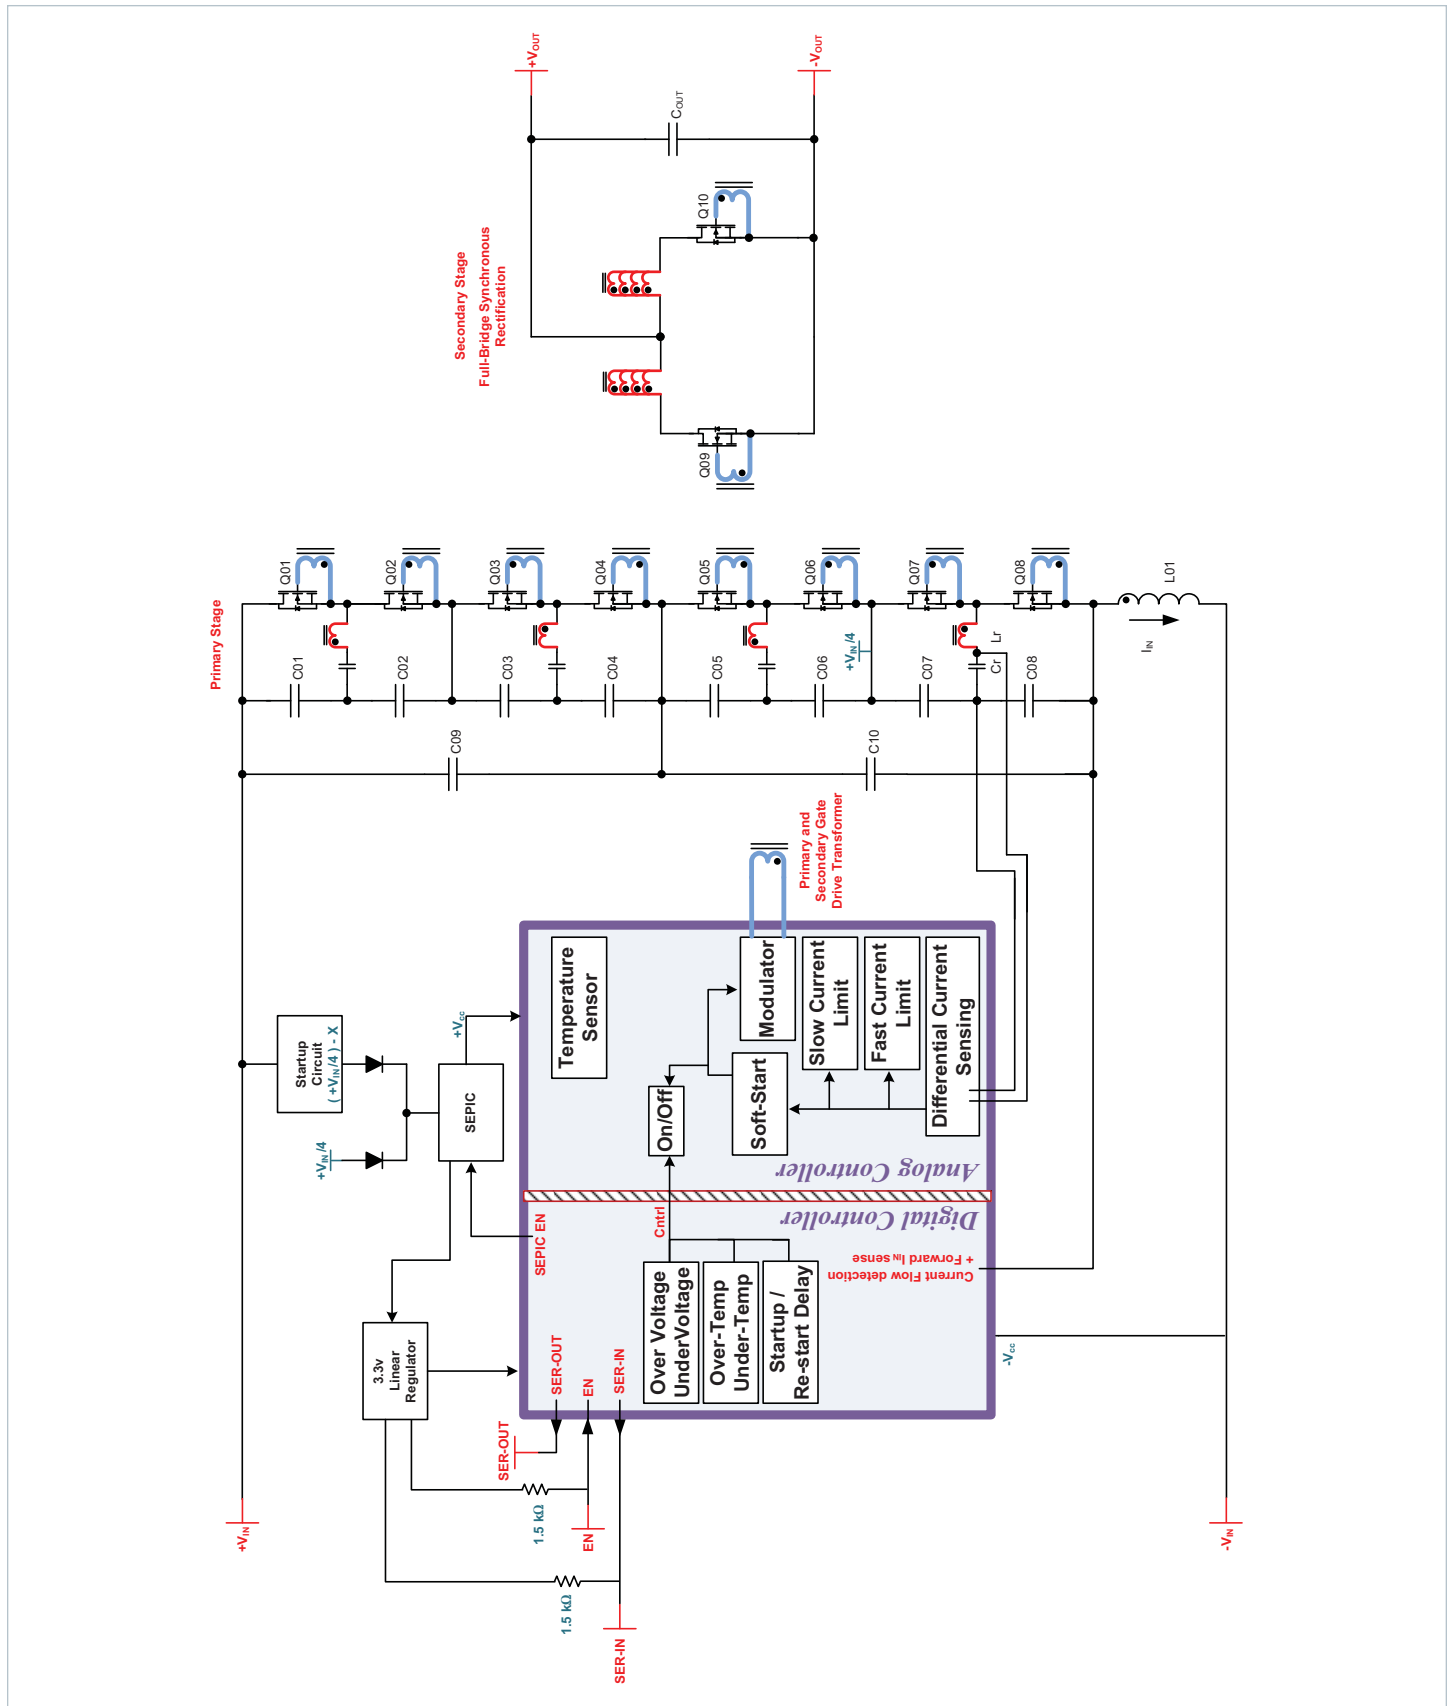 +VIN
Startup
Circuit
( +VIN/4 ) - X
+VIN/4
SEPIC
+Vcc
3.3v
Linear
Regulator
1.5 kΩ
1.5 kΩ
SER-OUT
EN
SER-IN
SER-OUT
EN
SER-IN
SEPIC EN
Cntrl
Over Voltage
UnderVoltage
Over-Temp
Under-Temp
Startup /
Re-start Delay
Digital Controller
Analog Controller
Current Flow detection
+ Forward IIN sense
-Vcc
-VIN
Temperature
Sensor
On/Off
Soft-Start
Modulator
Slow Current
Limit
Fast Current
Limit
Differential Current
Sensing
Primary and
Secondary Gate
Drive Transformer
Primary Stage
C01
C02
C03
C04
C05
C06
C07
C08
C09
C10
+VIN/4
Cr
Lr
Q01
Q02
Q03
Q04
Q05
Q06
Q07
Q08
L01
IIN
Secondary Stage
Full-Bridge Synchronous
Rectification
Q09
Q10
COUT
+VOUT
-VOUT